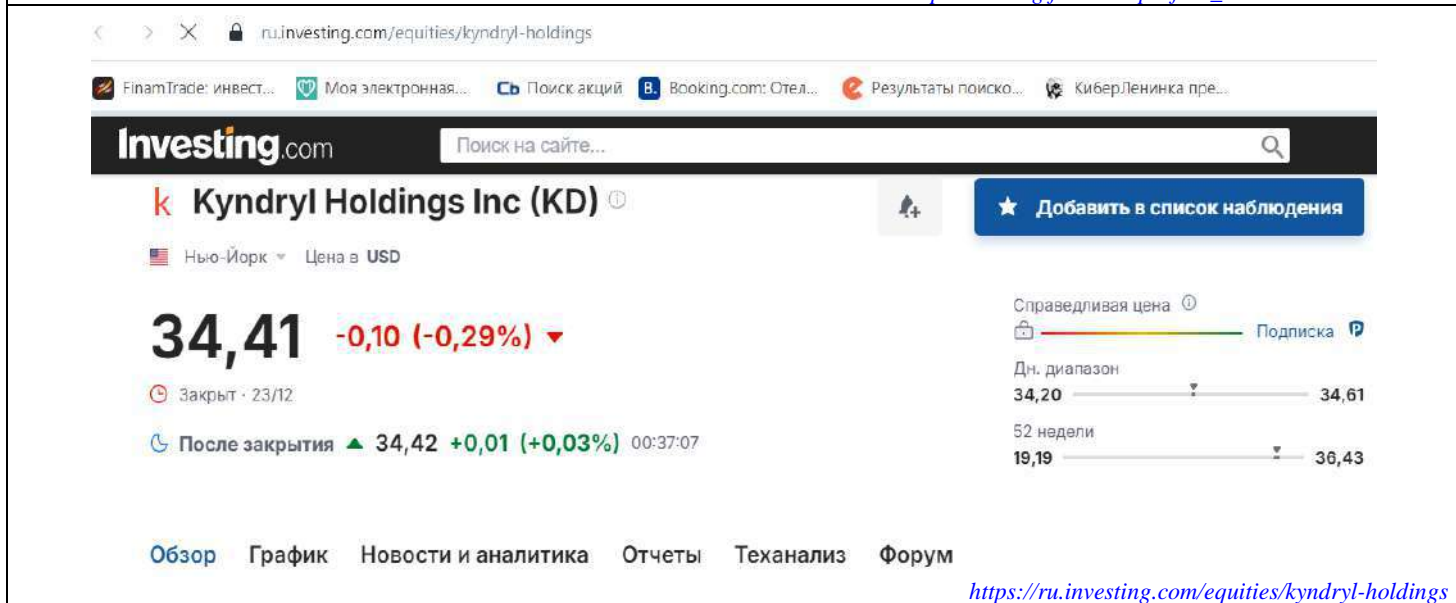 ru.investing.com/equities/kyndryl-holdings
FinamTrade: инвест... Моя электронная... Сь Поиск акций B. Booking.com: Отел... Результаты поиско... КиберЛенинка пре...
Investing.com Поиск на сайте...
k Kyndryl Holdings Inc (KD) Добавить в список наблюдения
Нью-Йорк Цена в USD
Справедливая цена
34,41 -0,10 (-0,29%) Подписка
Дн. диапазон
Закрыт · 23/12 34,20 34,61
52 недели
После закрытия 34,42 +0,01 (+0,03%) 00:37:07
19,19 36,43
Обзор График Новости и аналитика Отчеты Теханализ Форум
https://ru.investing.com/equities/kyndryl-holdings